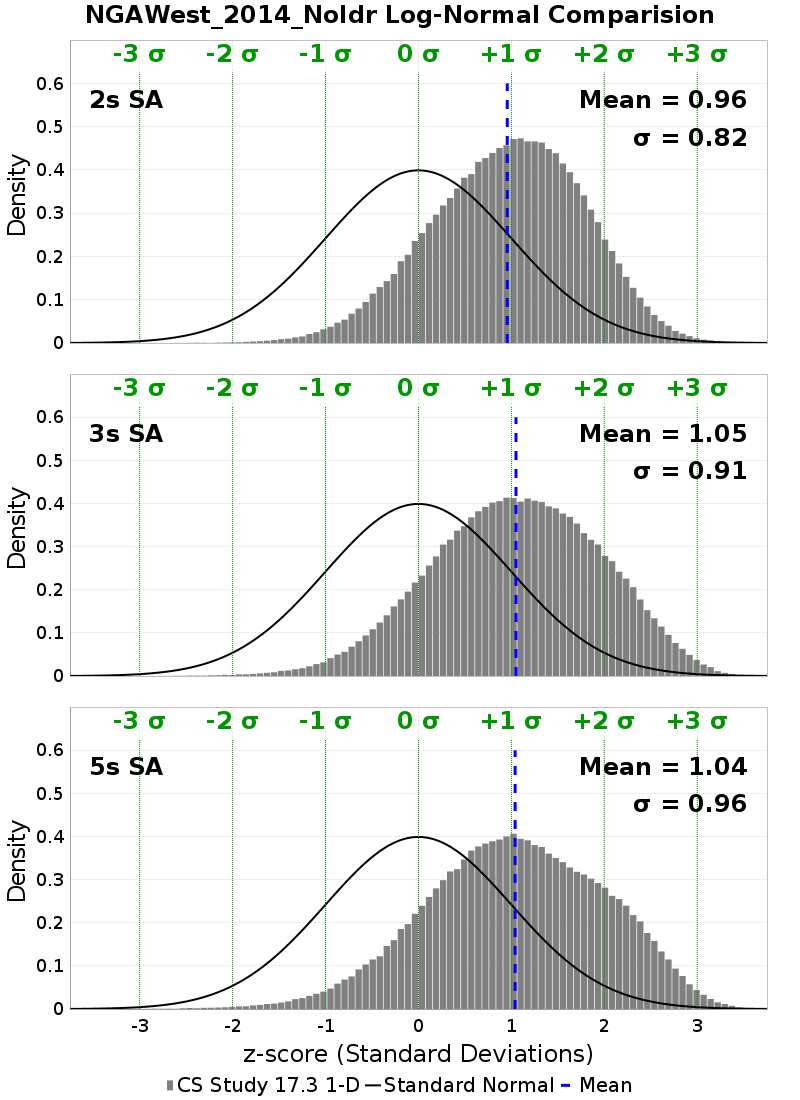 NGAWest_2014_NoIdr Log-Normal Comparision
-3 σ -2 σ -1 σ 0 σ +1 σ +2 σ +3 σ
2s SA
Mean = 0.96
σ = 0.82
0.6
0.5
0.4
0.3
0.2
0.1
0
Density
-3 σ -2 σ -1 σ 0 σ +1 σ +2 σ +3 σ
3s SA
Mean = 1.05
σ = 0.91
0.6
0.5
0.4
0.3
0.2
0.1
0
Density
-3 σ -2 σ -1 σ 0 σ +1 σ +2 σ +3 σ
5s SA
Mean = 1.04
σ = 0.96
0.6
0.5
0.4
0.3
0.2
0.1
0
Density
-3 -2 -1 0 1 2 3
z-score (Standard Deviations)
CS Study 17.3 1-D Standard Normal Mean